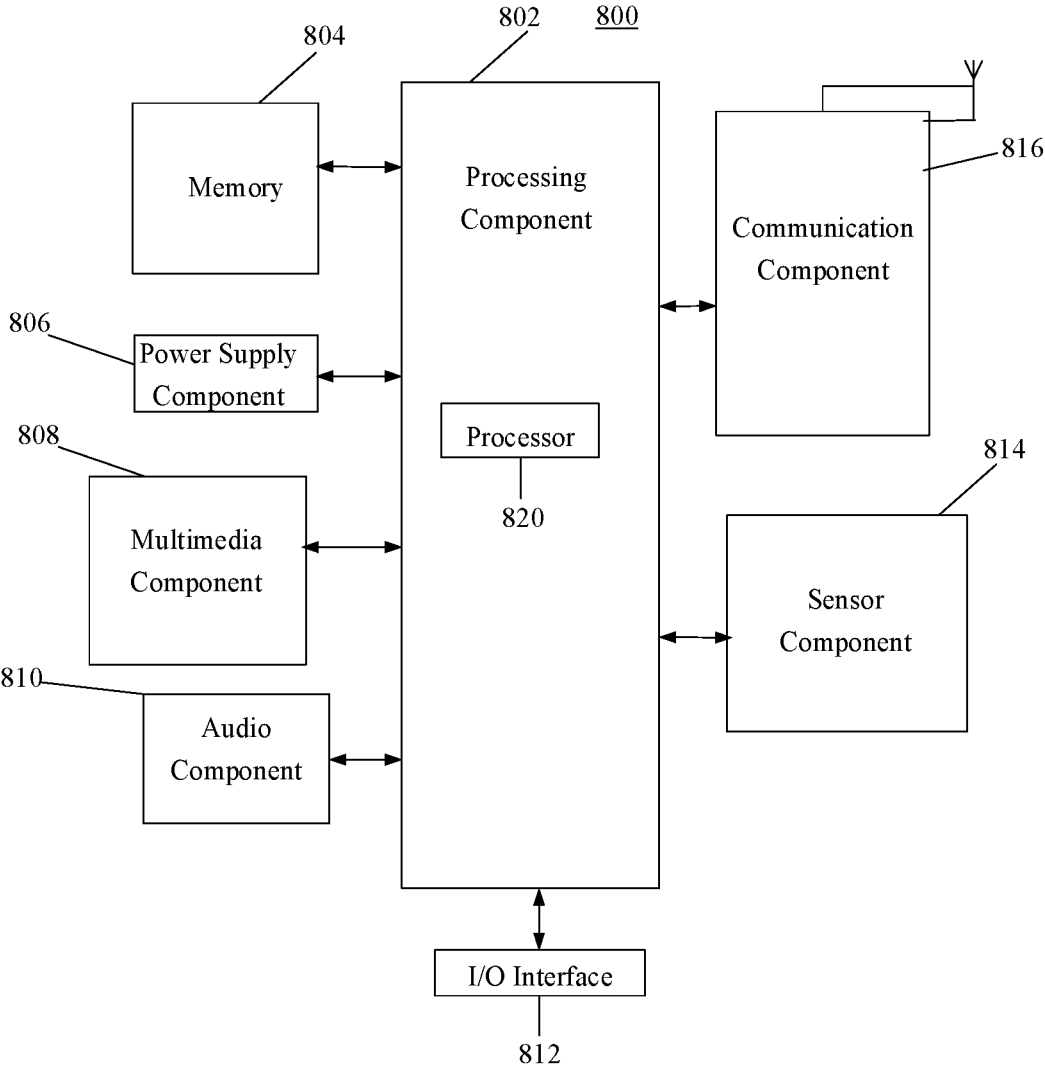 802
800
804
Memory
Processing
Component
816
Communication
Component
806
Power Supply
Component
808
Processor
820
814
Multimedia
Component
Sensor
Component
810
Audio
Component
I/O Interface
812